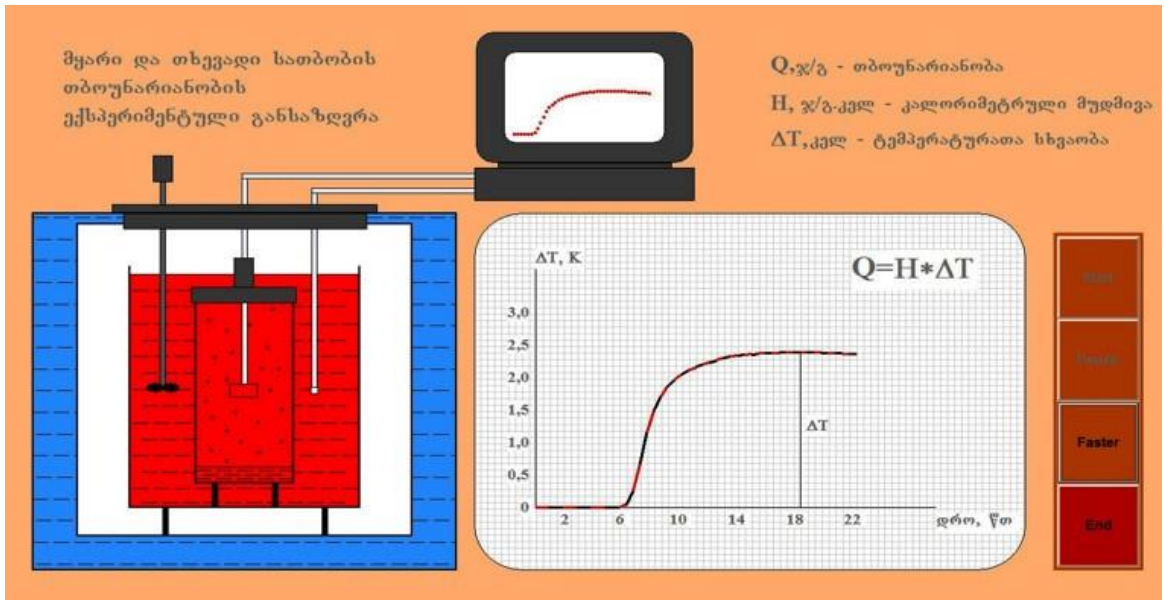 მყარი და თხევადი სათბობის
თბოუნარიანობის
ექსპერიმენტული განსაზღვრა
Q,ჯ/გ - თბოუნარიანობა
H, ჯ/გ.კელ - კალორიმეტრული მუდმივა
ΔT,კელ - ტემპერატურათა სხვაობა
ΔT, K
Q=H*ΔT
3,0
2,5
2,0
1,5
1,0
0,5
0
ΔT
2 6 10 14 18 22
დრო, წთ
Start
Faster
End